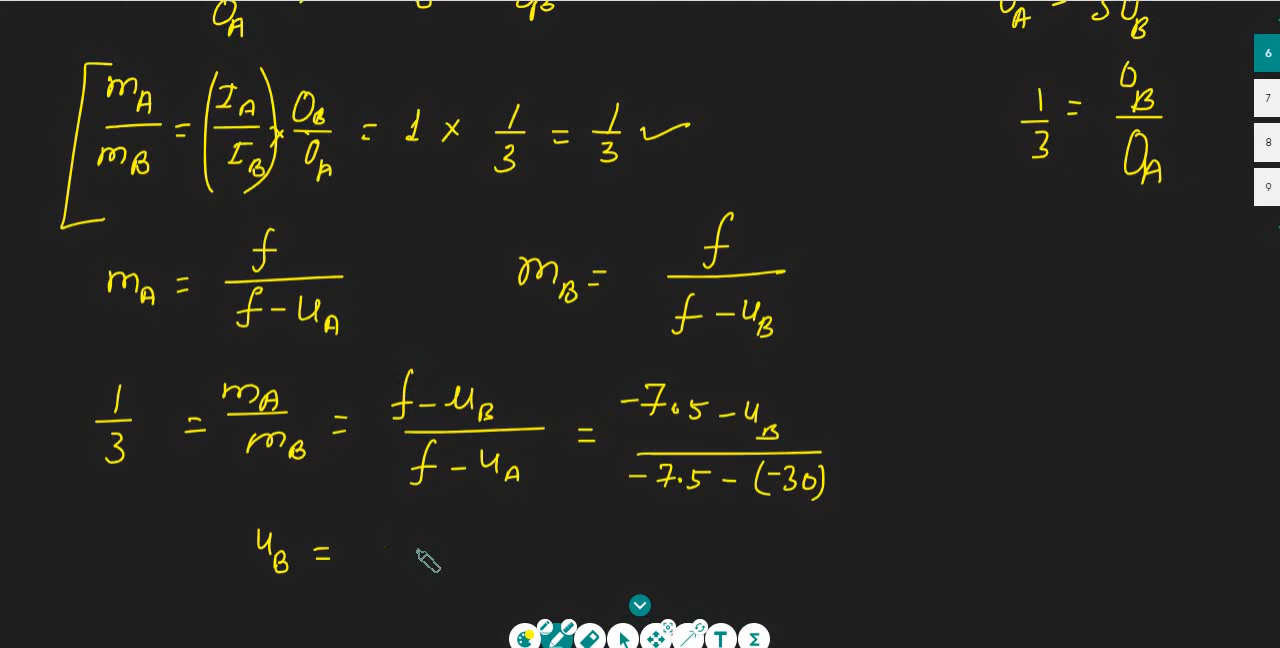 O_A = 3 O_B
m_A/m_B = (I_A/I_B) × O_B/O_A = 1 × 1/3 = 1/3 ✓
1/3 = O_B/O_A
m_A = f/(f - u_A)
m_B = f/(f - u_B)
1/3 = m_A/m_B = (f - u_B)/(f - u_A) = (-7.5 - u_B)/(-7.5 - (-30))
u_B =
6
7
8
9
T
Σ